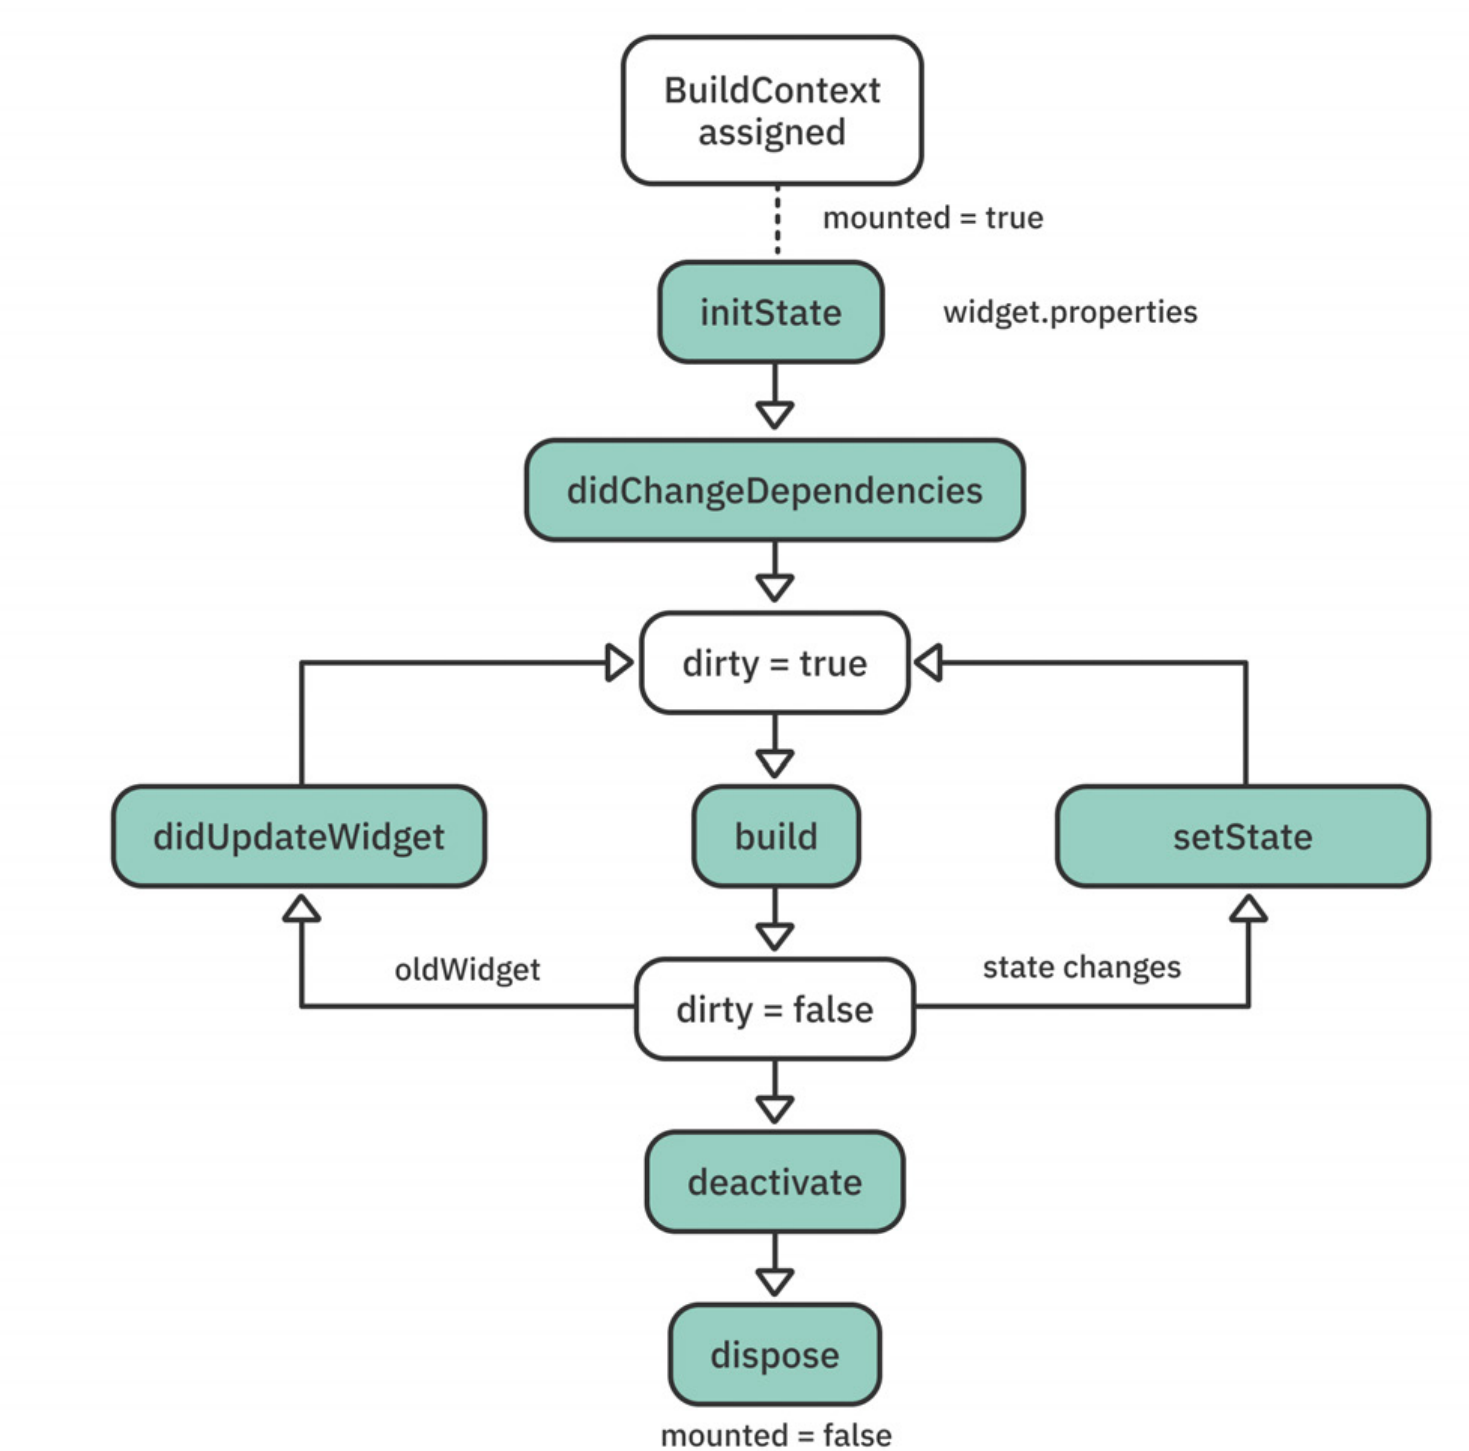 BuildContext
assigned
mounted = true
initState
widget.properties
didChangeDependencies
dirty = true
didUpdateWidget
build
setState
oldWidget
state changes
dirty = false
deactivate
dispose
mounted = false